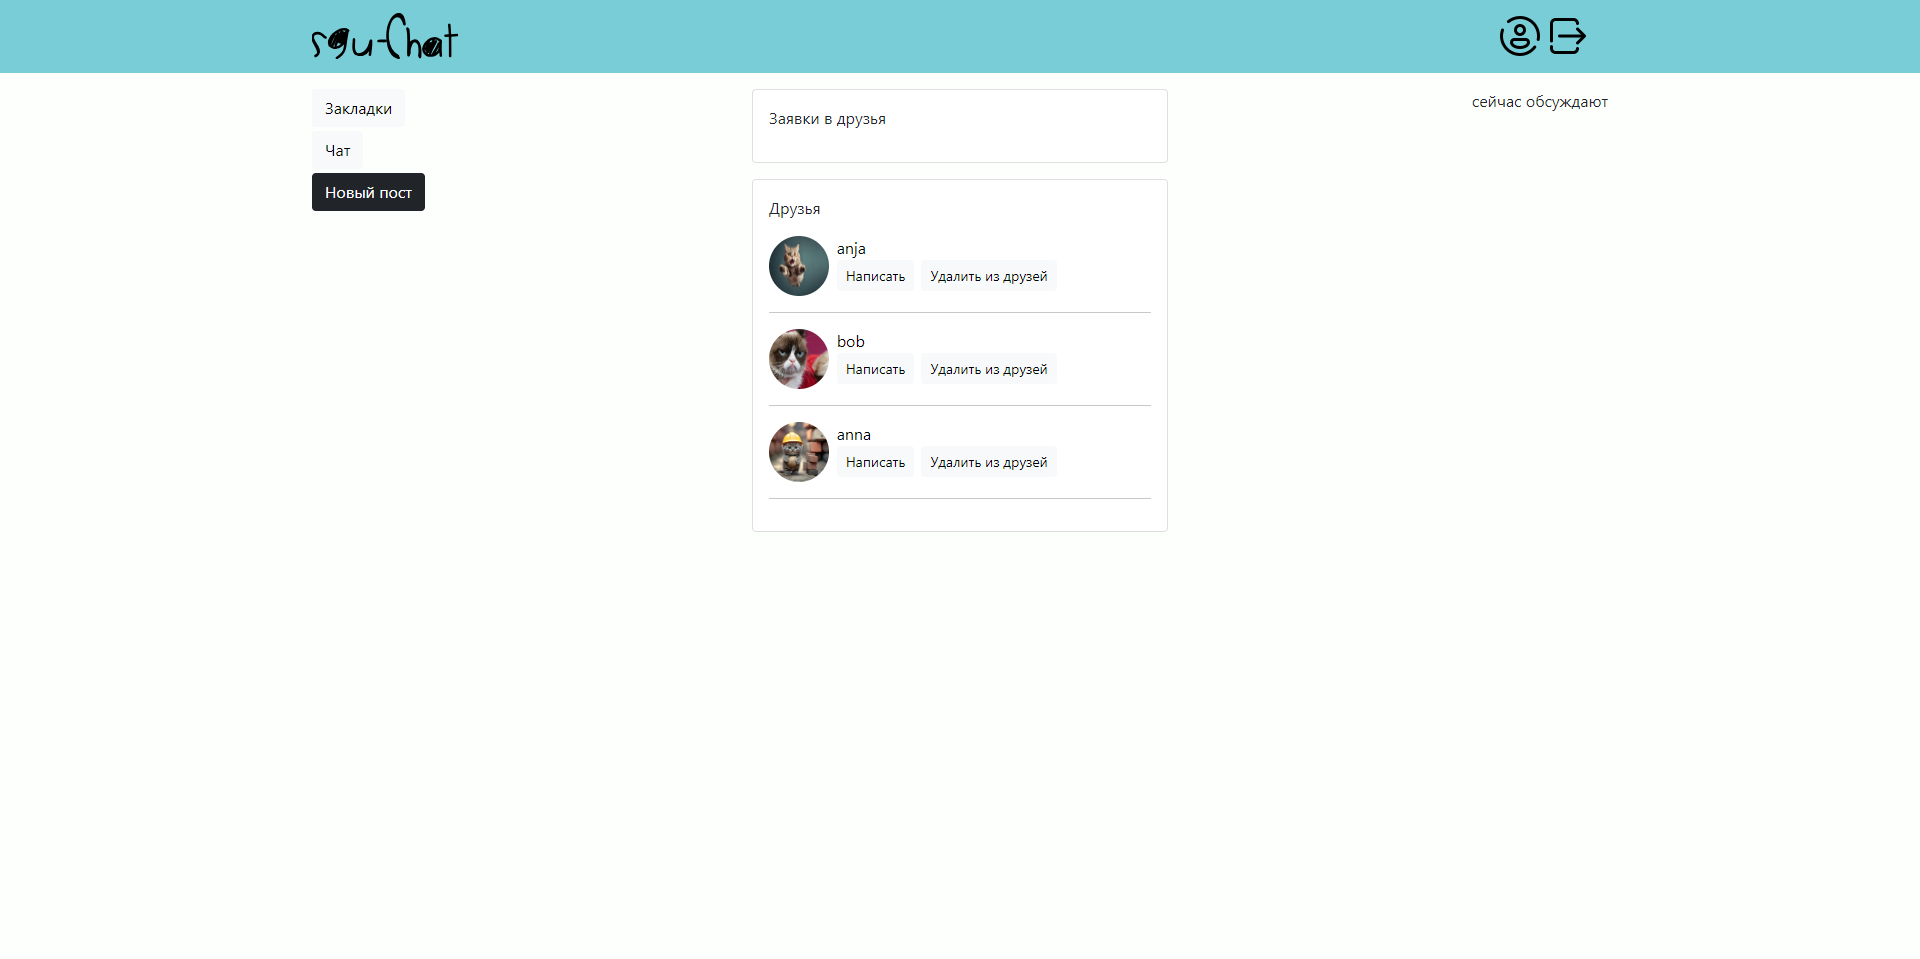 sgu-Chat
Закладки
Чат
Новый пост
Заявки в друзья
Друзья
anja
Написать Удалить из друзей
bob
Написать Удалить из друзей
anna
Написать Удалить из друзей
сейчас обсуждают